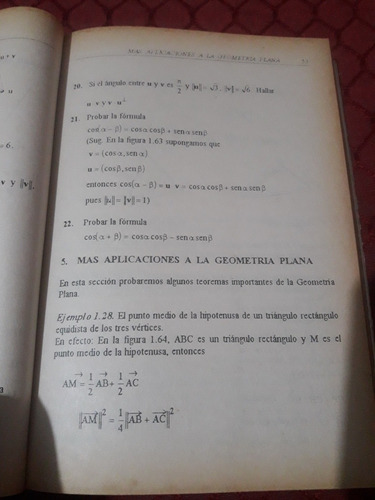 MAS APLICACIONES A LA GEOMETRIA PLANA
20. Si el ángulo entre u y v es π/2 y ||u|| = √3, ||v|| = √6. Hallar
u · v y v · u
21. Probar la fórmula
cos(α − β) = cosα cosβ + senα senβ
(Sug. En la figura 1.63 supongamos que
v = (cosα, senα)
u = (cosβ, senβ)
entonces cos(α − β) = u · v = cosα cosβ + senα senβ
pues ||u|| = ||v|| = 1)
22. Probar la fórmula
cos(α + β) = cosα cosβ − senα senβ
5. MAS APLICACIONES A LA GEOMETRIA PLANA
En esta sección probaremos algunos teoremas importantes de la Geometría
Plana.
Ejemplo 1.28. El punto medio de la hipotenusa de un triángulo rectángulo
equidista de los tres vértices.
En efecto: En la figura 1.64, ABC es un triángulo rectángulo y M es el
punto medio de la hipotenusa, entonces
AM→ = 1/2 AB→ + 1/2 AC→
||AM→||² = 1/4 ||AB→ + AC→||²
= 6.
v y ||v||,